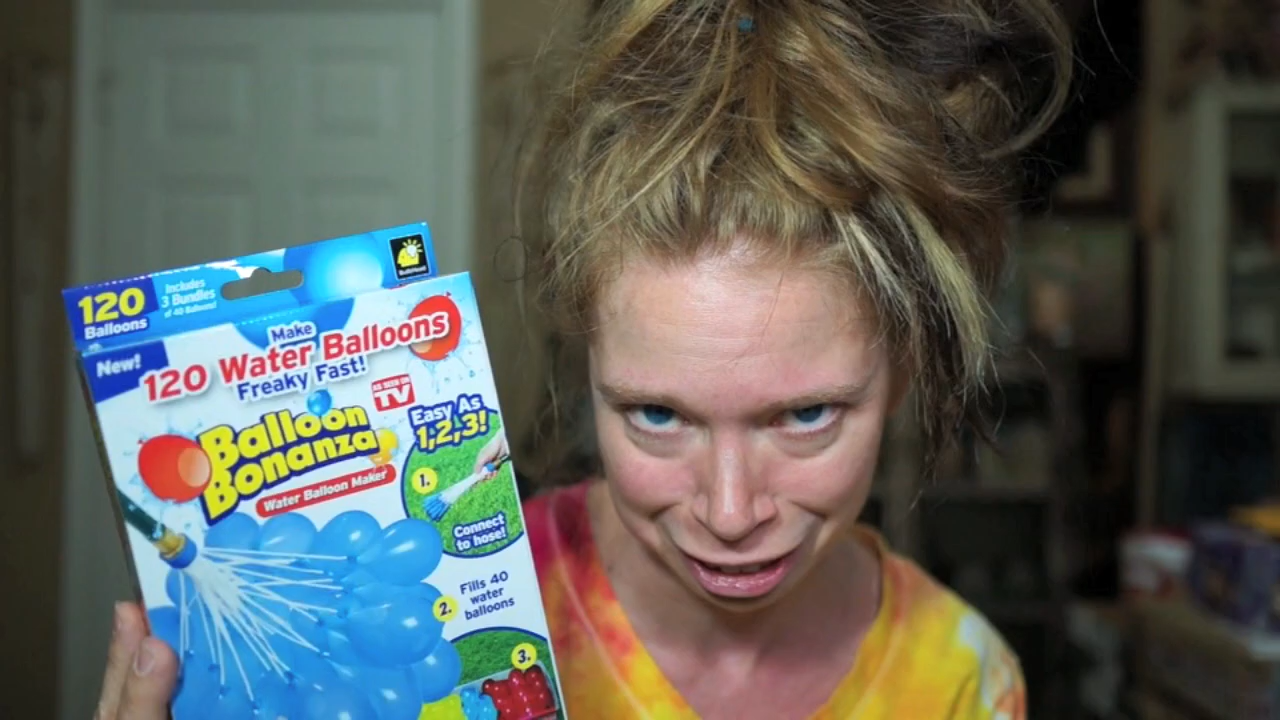 120
Balloons
Includes
3 Bundles
of 40 Balloons!
BulbHead
New!
Make
120 Water Balloons
Freaky Fast!
AS SEEN ON
TV
Balloon
Bonanza
Water Balloon Maker
Easy As
1,2,3!
1.
Connect
to hose!
2.
Fills 40
water
balloons
3.